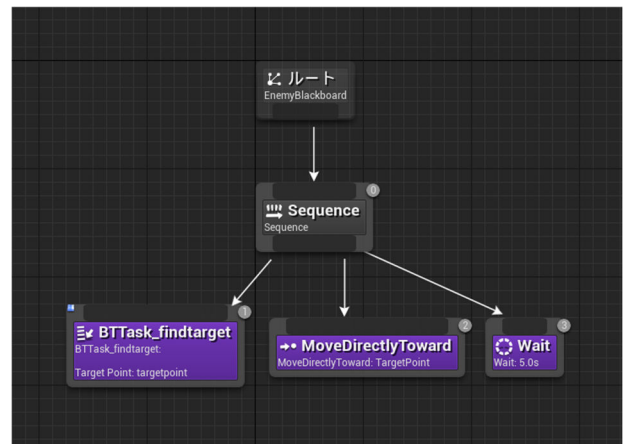 ルート
EnemyBlackboard
0
Sequence
Sequence
1
BTTask_findtarget
BTTask_findtarget:
Target Point: targetpoint
2
MoveDirectlyToward
MoveDirectlyToward: TargetPoint
3
Wait
Wait: 5.0s